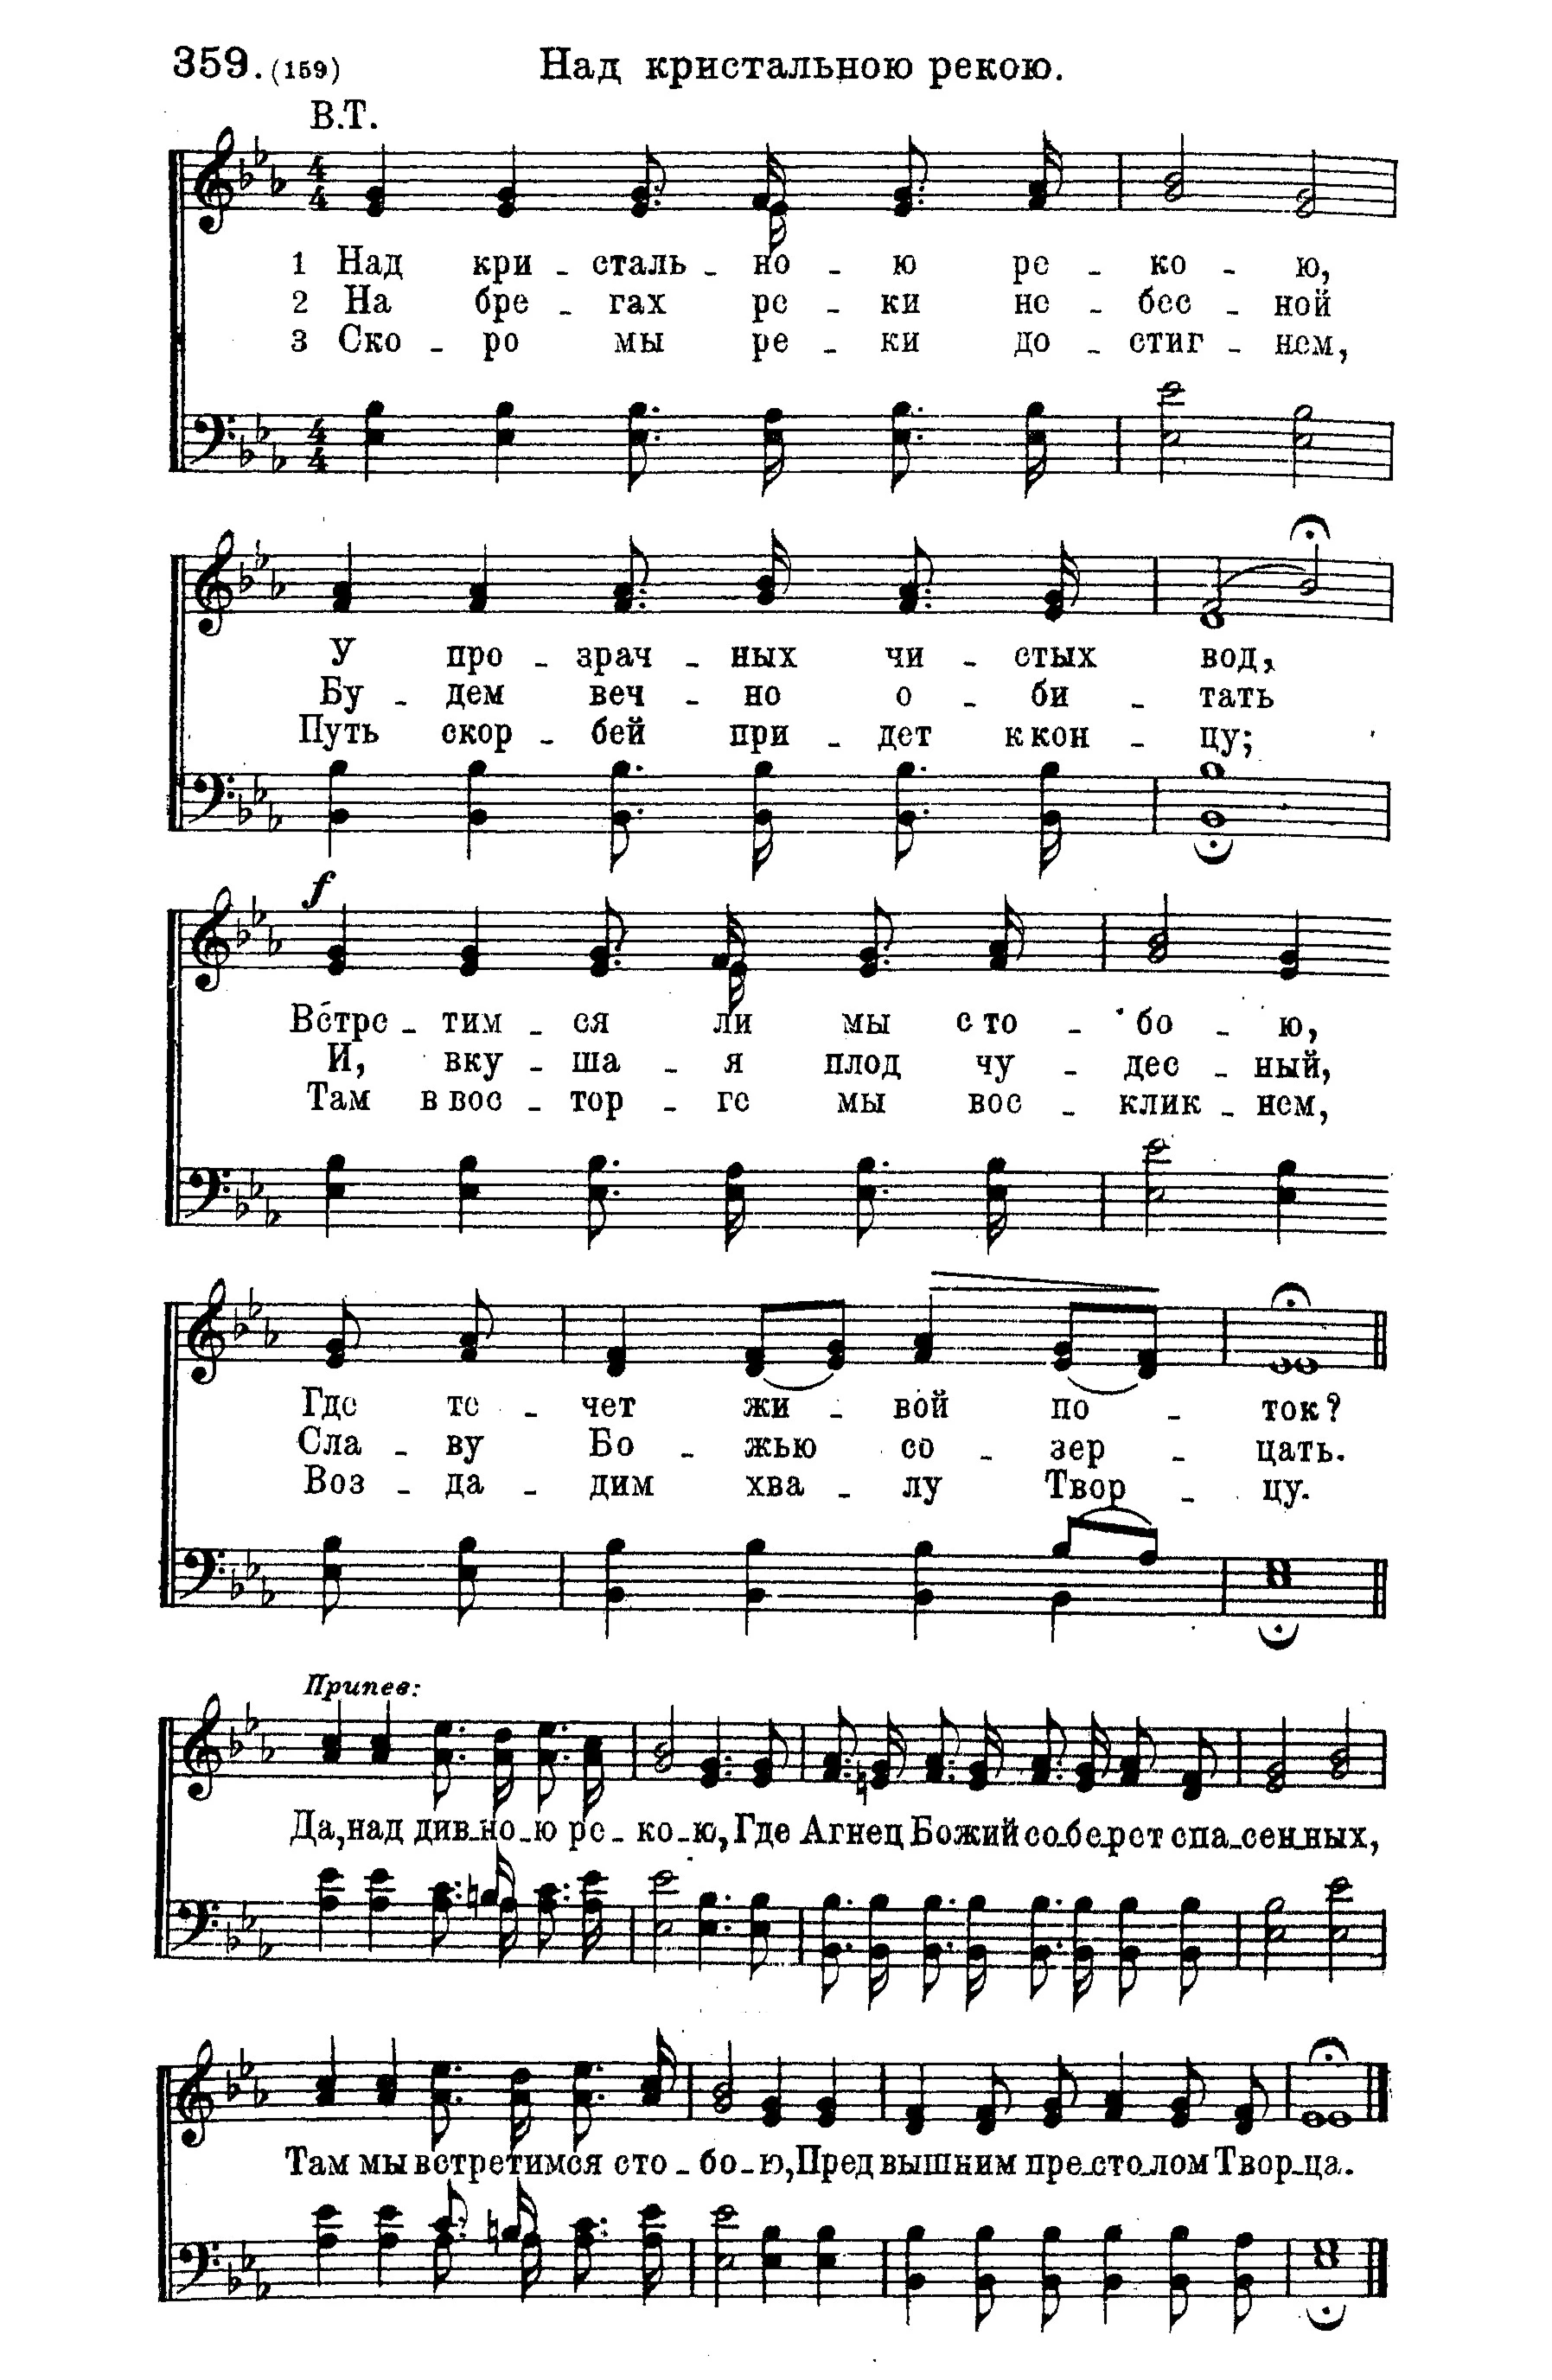 359. (159) Над кристальною рекою.
В.Т.
1 Над кри - сталь - но - ю ре - ко - ю,
2 На бре - гах ре - ки не - бес - ной
3 Ско - ро мы ре - ки до - стиг - нем,
У про - зрач - ных чи - стых вод,
Бу - дем веч - но о - би - тать
Путь скор - бей при - дет к кон - цу;
f
Встре - тим - ся ли мы с то - бо - ю,
И, вку - ша - я плод чу - дес - ный,
Там в вос - тор - ге мы вос - клик - нем,
Где те - чет жи - вой по - ток?
Сла - ву Бо - жью со - зер - цать.
Воз - да - дим хва - лу Твор - цу.
Припев:
Да, над див-но-ю ре - ко-ю, Где Агнец Божий со-бе-рет спа-сен-ных,
Там мы встретимся с то - бо-ю, Пред вышним пре-сто-лом Твор-ца.